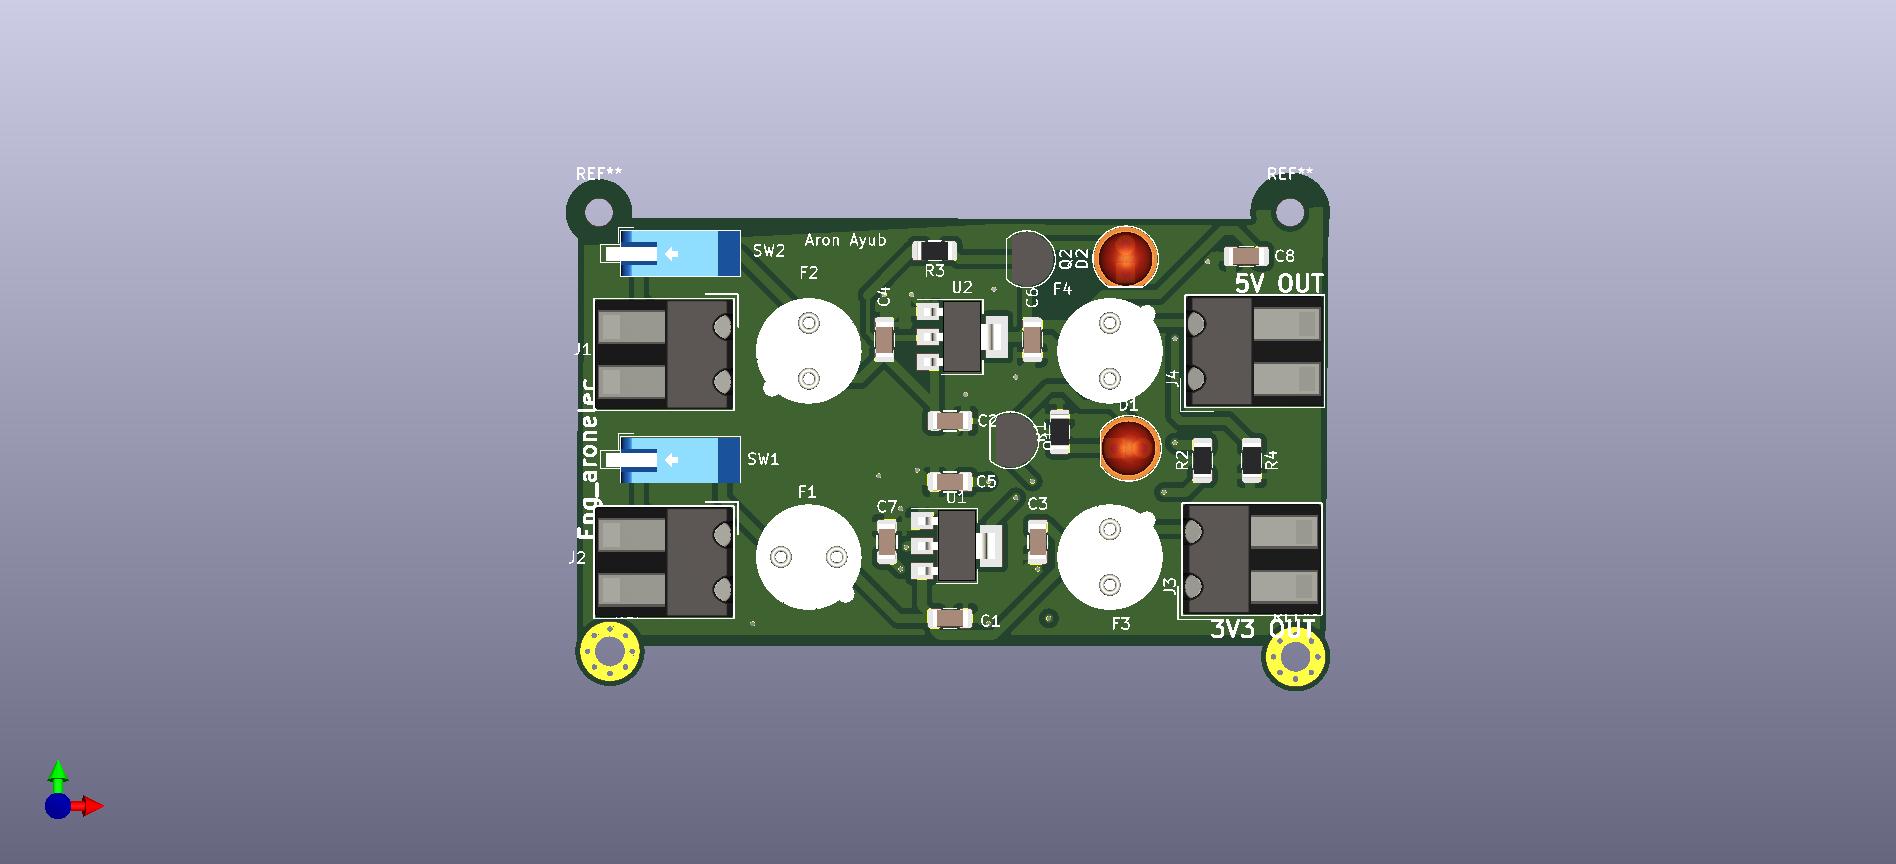 REF**
REF**
Aron Ayub
SW2
F2
R3
Q2
D2
C8
5V OUT
U2
C4
C6
F4
J1
J4
D1
C2
Eng_aroneler
SW1
R2
R4
F1
C5
U1
C7
C3
J2
J3
C1
F3
3V3 OUT